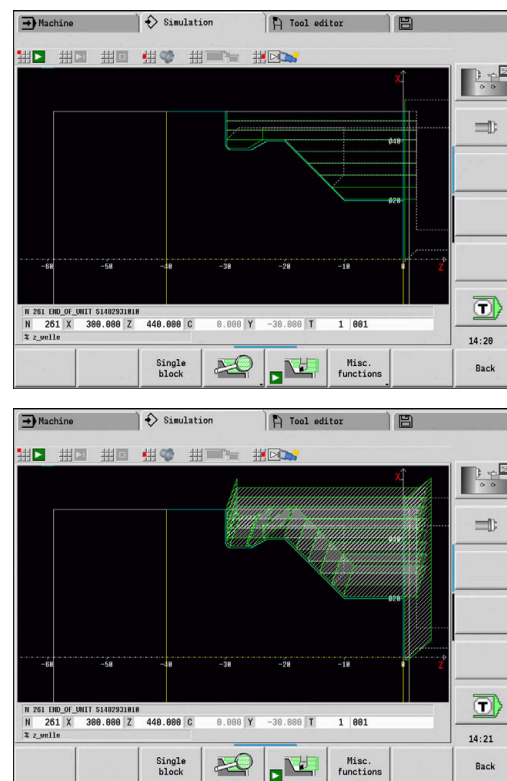 Machine Simulation Tool editor
X
Ø40
Ø20
-60 -50 -40 -30 -20 -10 0 Z
N 261 END_OF_UNIT S1482931010
N 261 X 300.000 Z 440.000 C 0.000 Y -30.000 T 1 001
% z_welle
T
14:20
Single block
Misc. functions
Back
Machine Simulation Tool editor
X
Ø40
Ø20
-60 -50 -40 -30 -20 -10 0 Z
N 261 END_OF_UNIT S1482931010
N 261 X 300.000 Z 440.000 C 0.000 Y -30.000 T 1 001
% z_welle
T
14:21
Single block
Misc. functions
Back